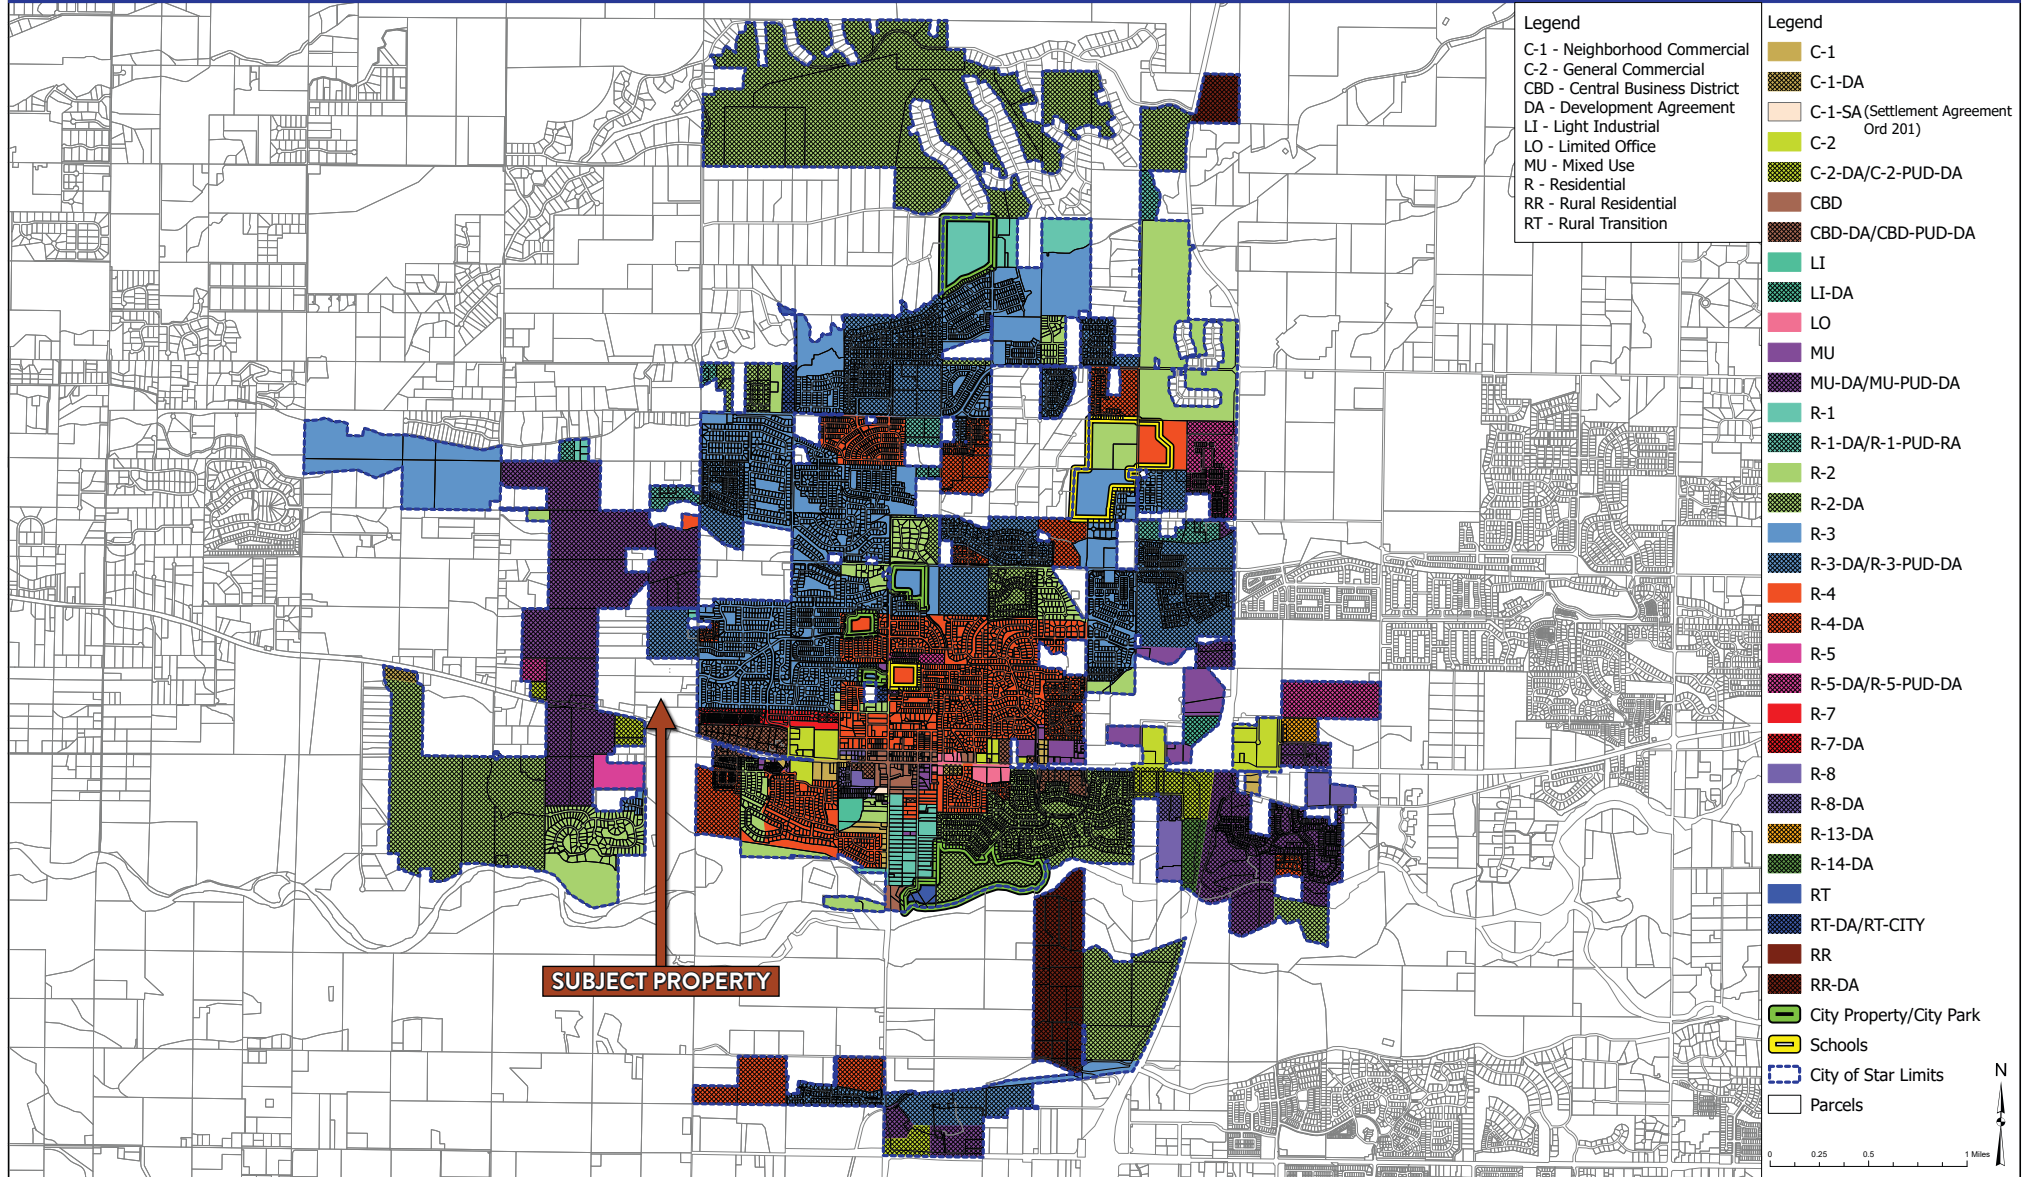 Legend
C-1 - Neighborhood Commercial
C-2 - General Commercial
CBD - Central Business District
DA - Development Agreement
LI - Light Industrial
LO - Limited Office
MU - Mixed Use
R - Residential
RR - Rural Residential
RT - Rural Transition
Legend
C-1
C-1-DA
C-1-SA (Settlement Agreement
Ord 201)
C-2
C-2-DA/C-2-PUD-DA
CBD
CBD-DA/CBD-PUD-DA
LI
LI-DA
LO
MU
MU-DA/MU-PUD-DA
R-1
R-1-DA/R-1-PUD-RA
R-2
R-2-DA
R-3
R-3-DA/R-3-PUD-DA
R-4
R-4-DA
R-5
R-5-DA/R-5-PUD-DA
R-7
R-7-DA
R-8
R-8-DA
R-13-DA
R-14-DA
RT
RT-DA/RT-CITY
RR
RR-DA
City Property/City Park
Schools
City of Star Limits
Parcels
N
0 0.25 0.5 1 Miles
SUBJECT PROPERTY